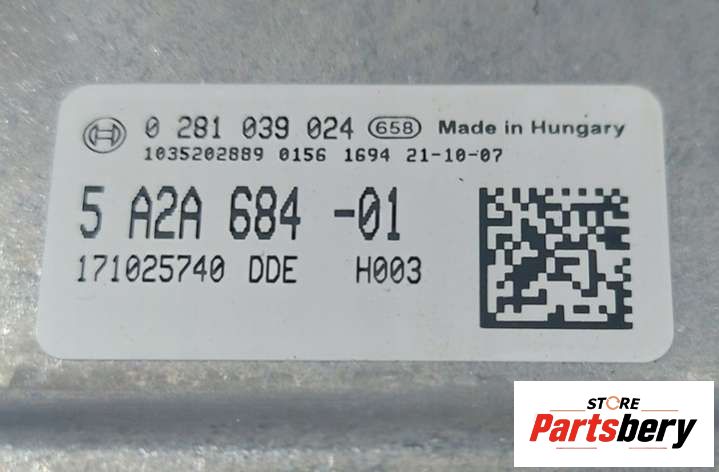 0 281 039 024 658 Made in Hungary
1035202889 0156 1694 21-10-07
5 A2A 684 -01
171025740 DDE H003
STORE
Partsbery